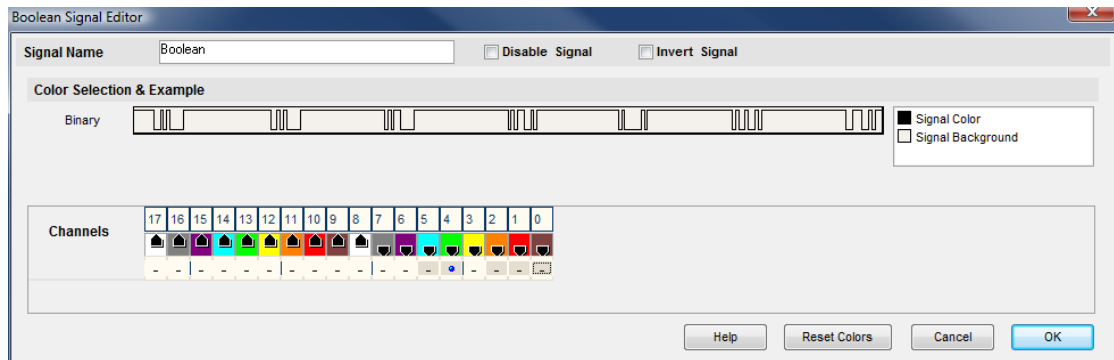 Boolean Signal Editor
Signal Name Boolean Disable Signal Invert Signal
Color Selection & Example
Binary
Signal Color
Signal Background
17 16 15 14 13 12 11 10 9 8 7 6 5 4 3 2 1 0
Channels
- - - - - - - - - - - - - - - - -
Help Reset Colors Cancel OK